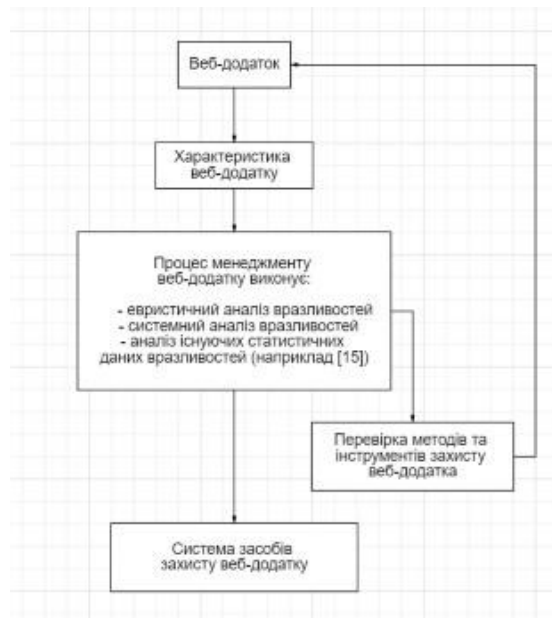 Веб-додаток
Характеристика
веб-додатку
Процес менеджменту
веб-додатку виконує:
- евристичний аналіз вразливостей
- системний аналіз вразливостей
- аналіз існуючих статистичних
даних вразливостей (наприклад [15])
Перевірка методів та
інструментів захисту
веб-додатка
Система засобів
захисту веб-додатку